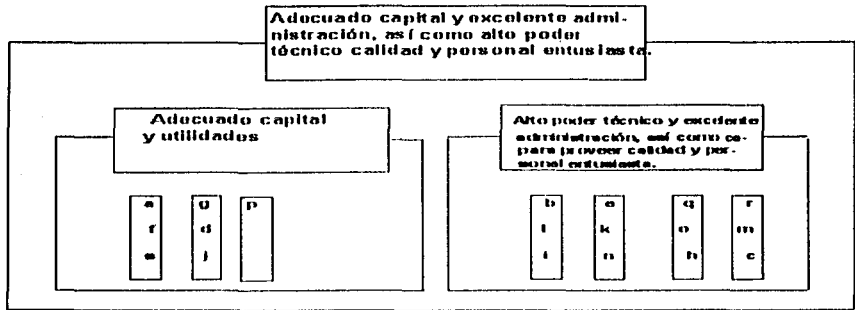 Adecuado capital y excelente admi-
nistración, así como alto poder
técnico calidad y personal entusiasta.
Adecuado capital
y utilidades
Alto poder técnico y excelente
administración, así como ca-
para proveer calidad y per-
sonal entusiasta.
a g p
f d
j
b e q r
k o m
i n h c